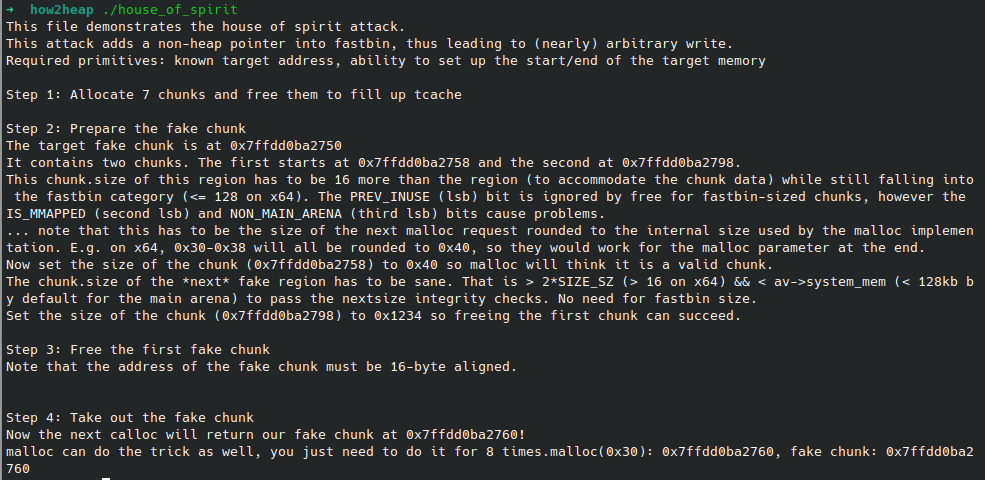 ➜  how2heap ./house_of_spirit
This file demonstrates the house of spirit attack.
This attack adds a non-heap pointer into fastbin, thus leading to (nearly) arbitrary write.
Required primitives: known target address, ability to set up the start/end of the target memory
Step 1: Allocate 7 chunks and free them to fill up tcache
Step 2: Prepare the fake chunk
The target fake chunk is at 0x7ffdd0ba2750
It contains two chunks. The first starts at 0x7ffdd0ba2758 and the second at 0x7ffdd0ba2798.
This chunk.size of this region has to be 16 more than the region (to accommodate the chunk data) while still falling into
 the fastbin category (<= 128 on x64). The PREV_INUSE (lsb) bit is ignored by free for fastbin-sized chunks, however the
IS_MMAPPED (second lsb) and NON_MAIN_ARENA (third lsb) bits cause problems.
... note that this has to be the size of the next malloc request rounded to the internal size used by the malloc implemen
tation. E.g. on x64, 0x30-0x38 will all be rounded to 0x40, so they would work for the malloc parameter at the end.
Now set the size of the chunk (0x7ffdd0ba2758) to 0x40 so malloc will think it is a valid chunk.
The chunk.size of the *next* fake region has to be sane. That is > 2*SIZE_SZ (> 16 on x64) && < av->system_mem (< 128kb b
y default for the main arena) to pass the nextsize integrity checks. No need for fastbin size.
Set the size of the chunk (0x7ffdd0ba2798) to 0x1234 so freeing the first chunk can succeed.
Step 3: Free the first fake chunk
Note that the address of the fake chunk must be 16-byte aligned.
Step 4: Take out the fake chunk
Now the next calloc will return our fake chunk at 0x7ffdd0ba2760!
malloc can do the trick as well, you just need to do it for 8 times.malloc(0x30): 0x7ffdd0ba2760, fake chunk: 0x7ffdd0ba2
760